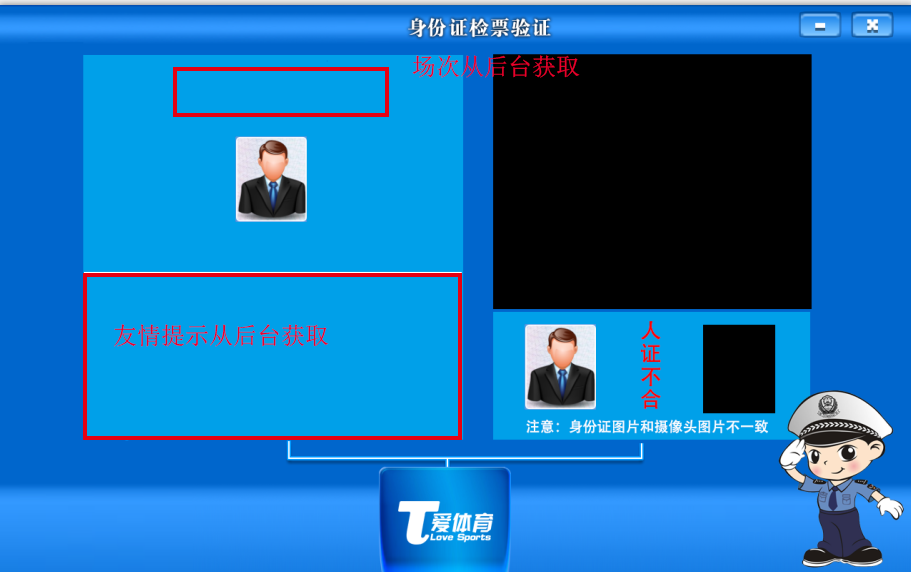 身份证检票验证
场次从后台获取
友情提示从后台获取
人证不合
注意：身份证图片和摄像头图片不一致
T爱体育
Love Sports